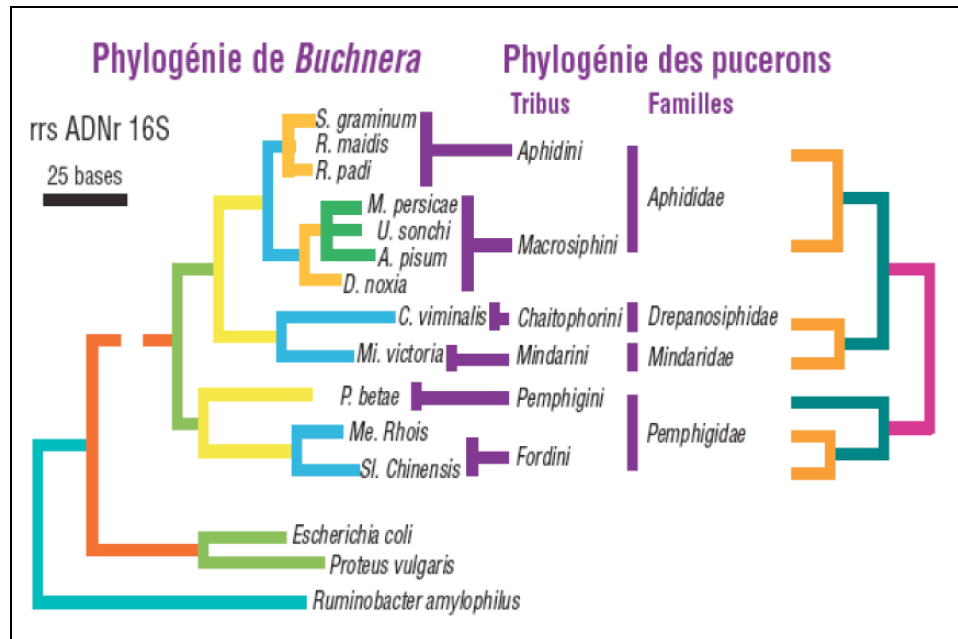 Phylogénie de Buchnera
Phylogénie des pucerons
Tribus
Familles
rrs ADNr 16S
25 bases
S. graminum
R. maidis
R. padi
Aphidini
Aphididae
M. persicae
U. sonchi
A. pisum
D. noxia
Macrosiphini
C. viminalis
Chaitophorini
Drepanosiphidae
Mi. victoria
Mindarini
Mindaridae
P. betae
Pemphigini
Pemphigidae
Me. Rhois
Sl. Chinensis
Fordini
Escherichia coli
Proteus vulgaris
Ruminobacter amylophilus